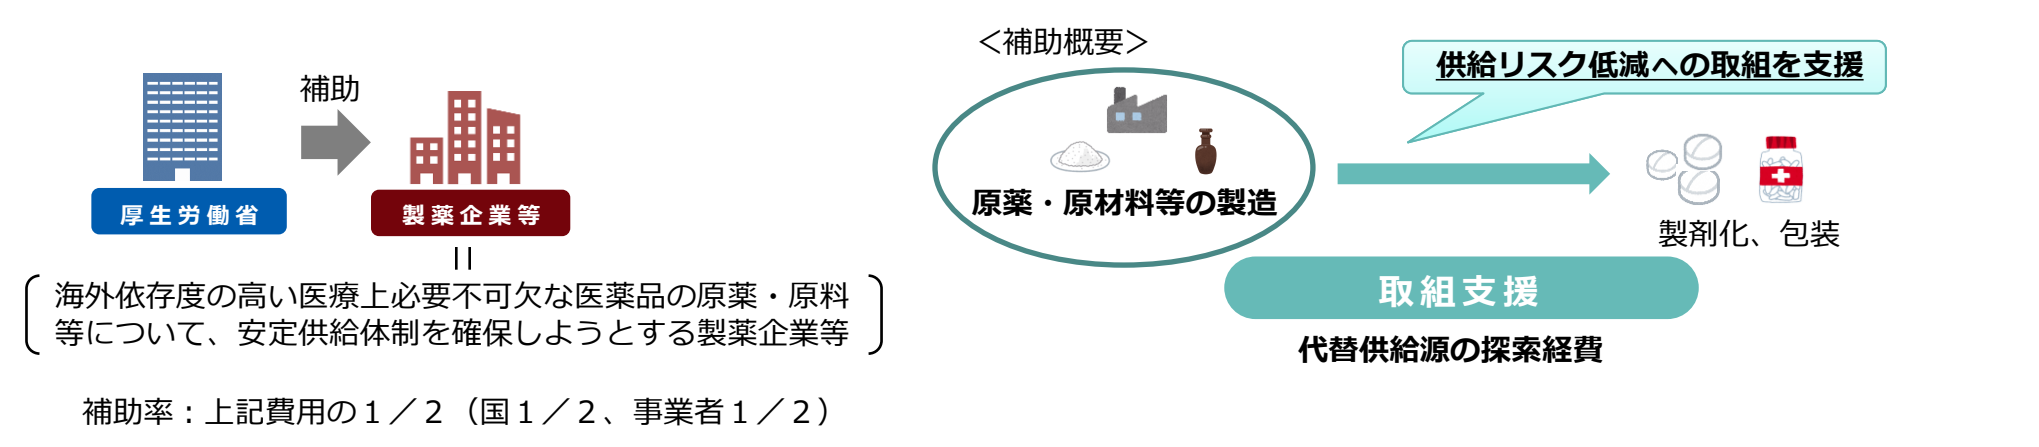 補助
厚生労働省
製薬企業等
海外依存度の高い医療上必要不可欠な医薬品の原薬・原料
等について、安定供給体制を確保しようとする製薬企業等
補助率：上記費用の１／２（国１／２、事業者１／２）
＜補助概要＞
供給リスク低減への取組を支援
原薬・原材料等の製造
製剤化、包装
取組支援
代替供給源の探索経費